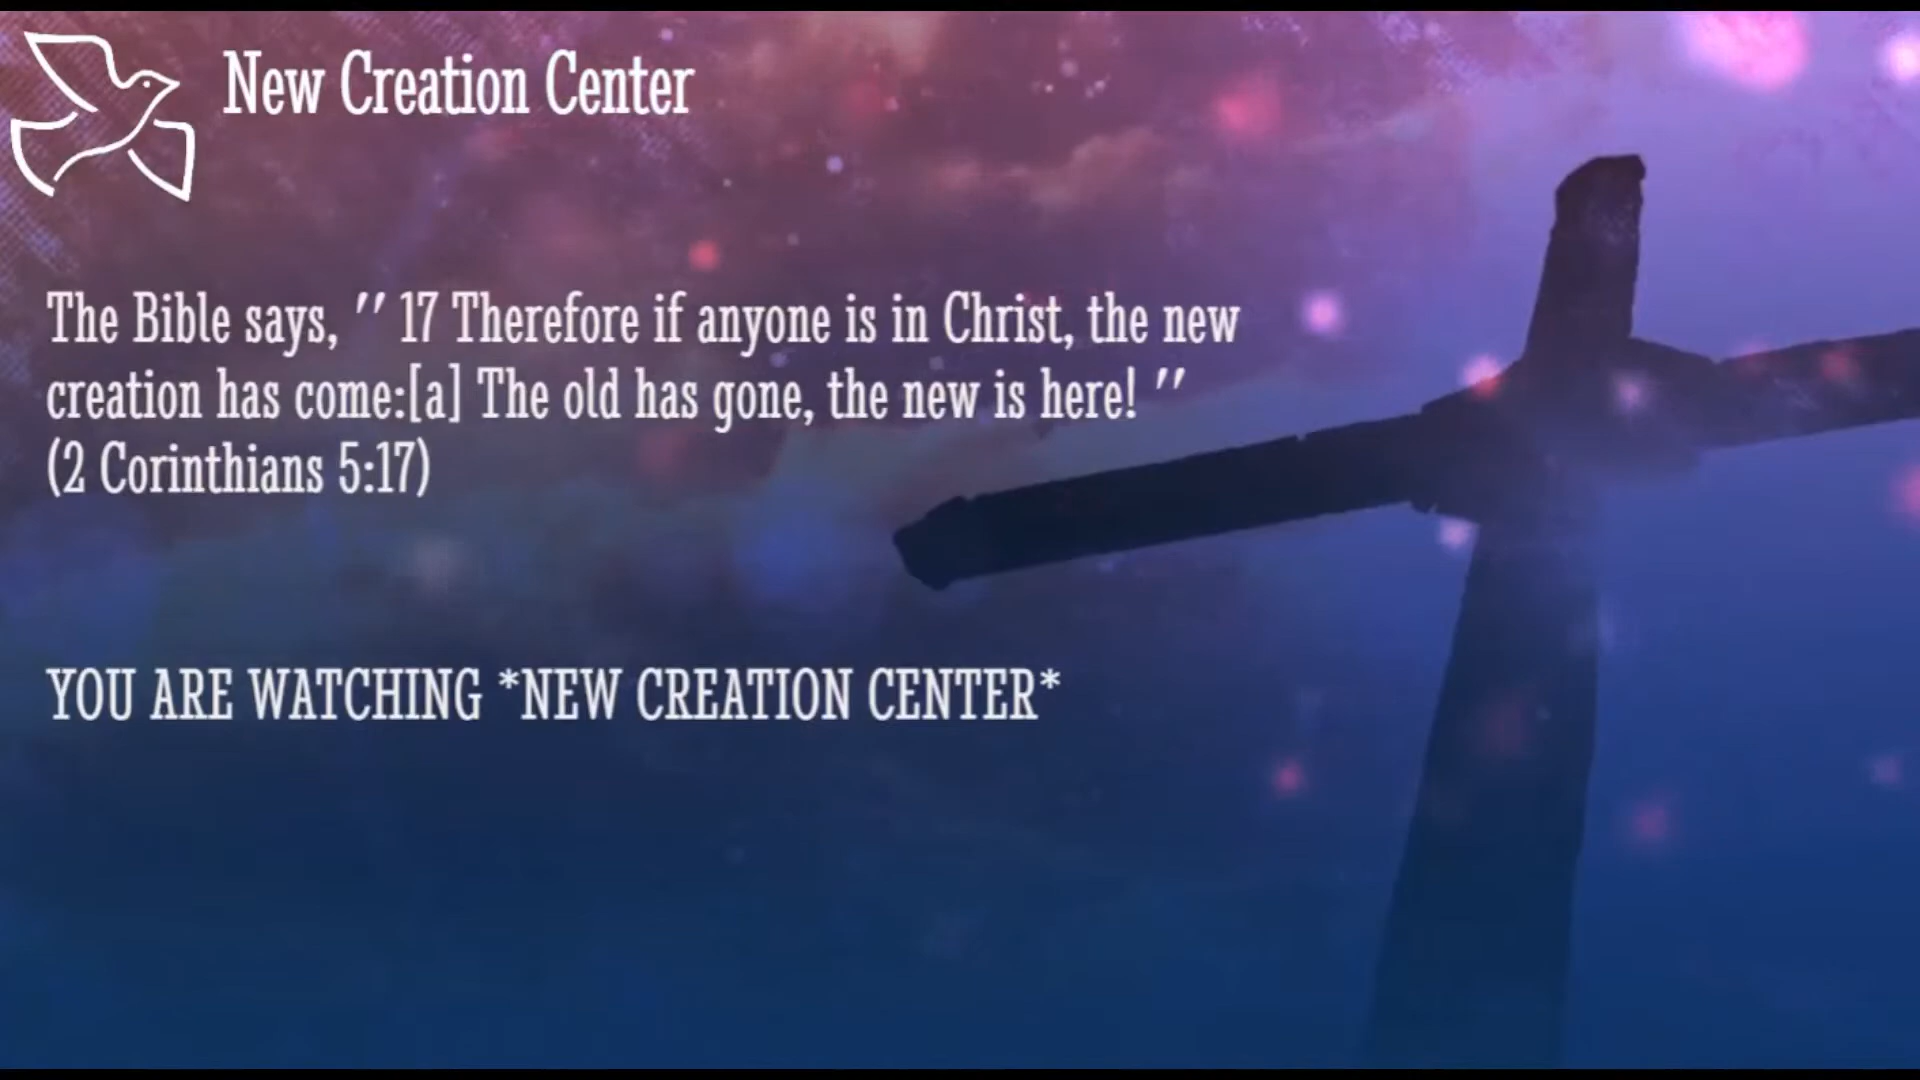 New Creation Center
The Bible says, " 17 Therefore if anyone is in Christ, the new
creation has come:[a] The old has gone, the new is here! "
(2 Corinthians 5:17)
YOU ARE WATCHING *NEW CREATION CENTER*